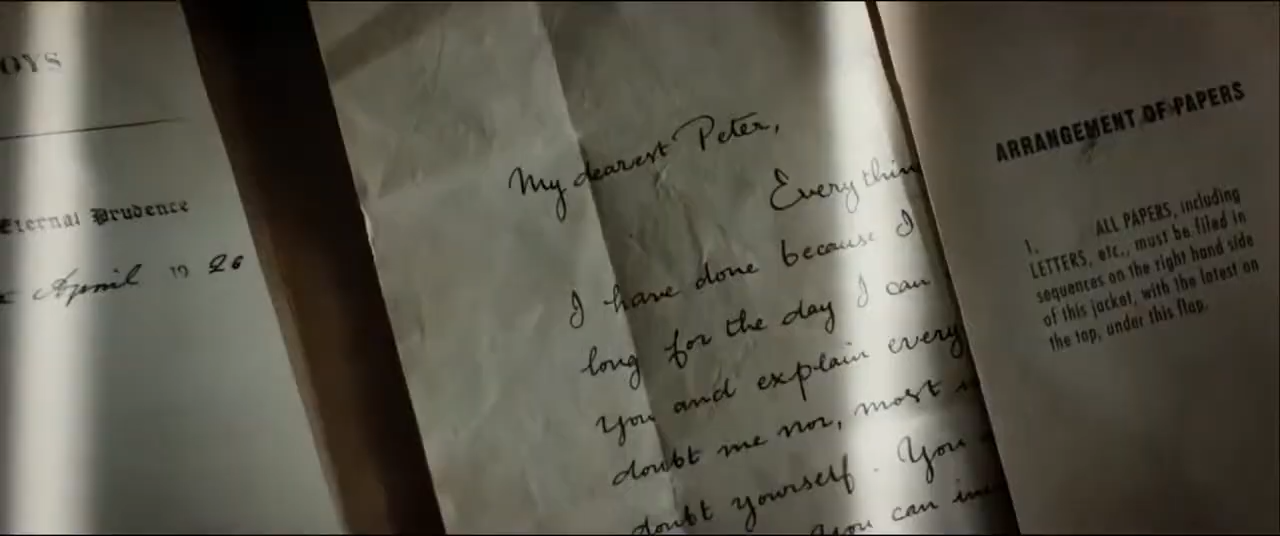 OYS
Eternal Prudence
April 1926
My dearest Peter,
Everythin
I have done because I
long for the day I can
you and explain every
doubt me nor, most
doubt yourself. You
You can
ARRANGEMENT OF PAPERS
1. ALL PAPERS, including
LETTERS, etc., must be filed in
sequences on the right hand side
of this jacket, with the latest on
the top, under this flap.